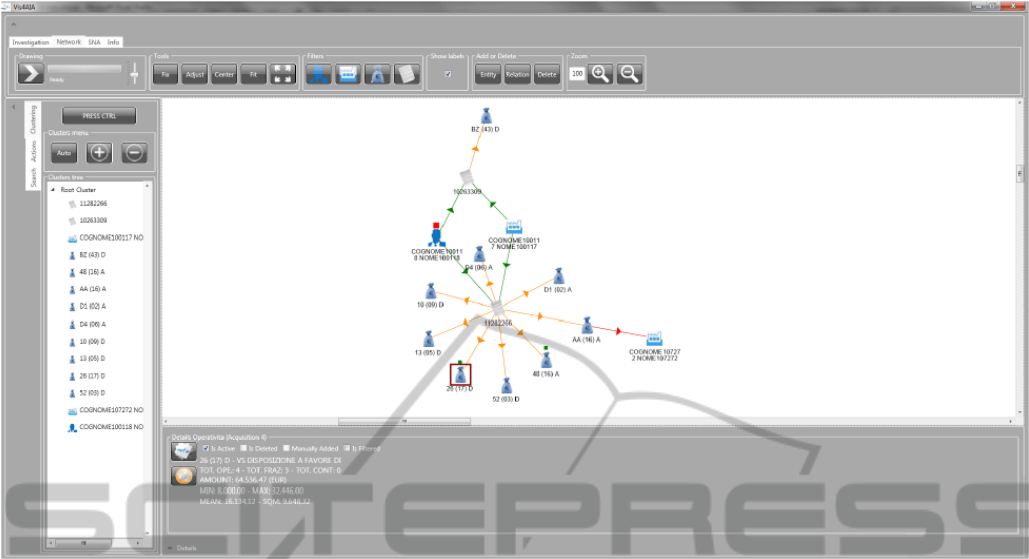 Vis4AIA
Investigation Network SNA Info
Drawing Tools Filters Show labels Add or Delete Zoom
Ready
Fix Adjust Center Fit Entity Relation Delete 100
Clustering
Actions
Search
PRESS CTRL
Clusters menu
Auto
Clusters tree
Root Cluster
11282266
10263309
COGNOME100117 NO
BZ (43) D
48 (16) A
AA (16) A
D1 (02) A
D4 (06) A
10 (09) D
13 (05) D
26 (17) D
52 (03) D
COGNOME107272 NO
COGNOME100118 NO
BZ (43) D
10263309
COGNOME10011
8 NOME100118
COGNOME10011
7 NOME100117
D4 (06) A
D1 (02) A
10 (09) D
11282266
AA (16) A
COGNOME10727
2 NOME107272
13 (05) D
48 (16) A
26 (17) D
52 (03) D
Details Operativita (Acquisition 4)
Is Active Is Deleted Manually Added Is Filtered
26 (17) D - VS DISPOSIZIONE A FAVORE DI
TOT. OPE.: 4 - TOT. FRAZ: 3 - TOT. CONT: 0
AMOUNT: 64.536,47 (EUR)
MIN: 8.000,00 - MAX: 32.446,00
MEAN: 16.134,12 - SQM: 9.648,32
Details
SCITEPRESS